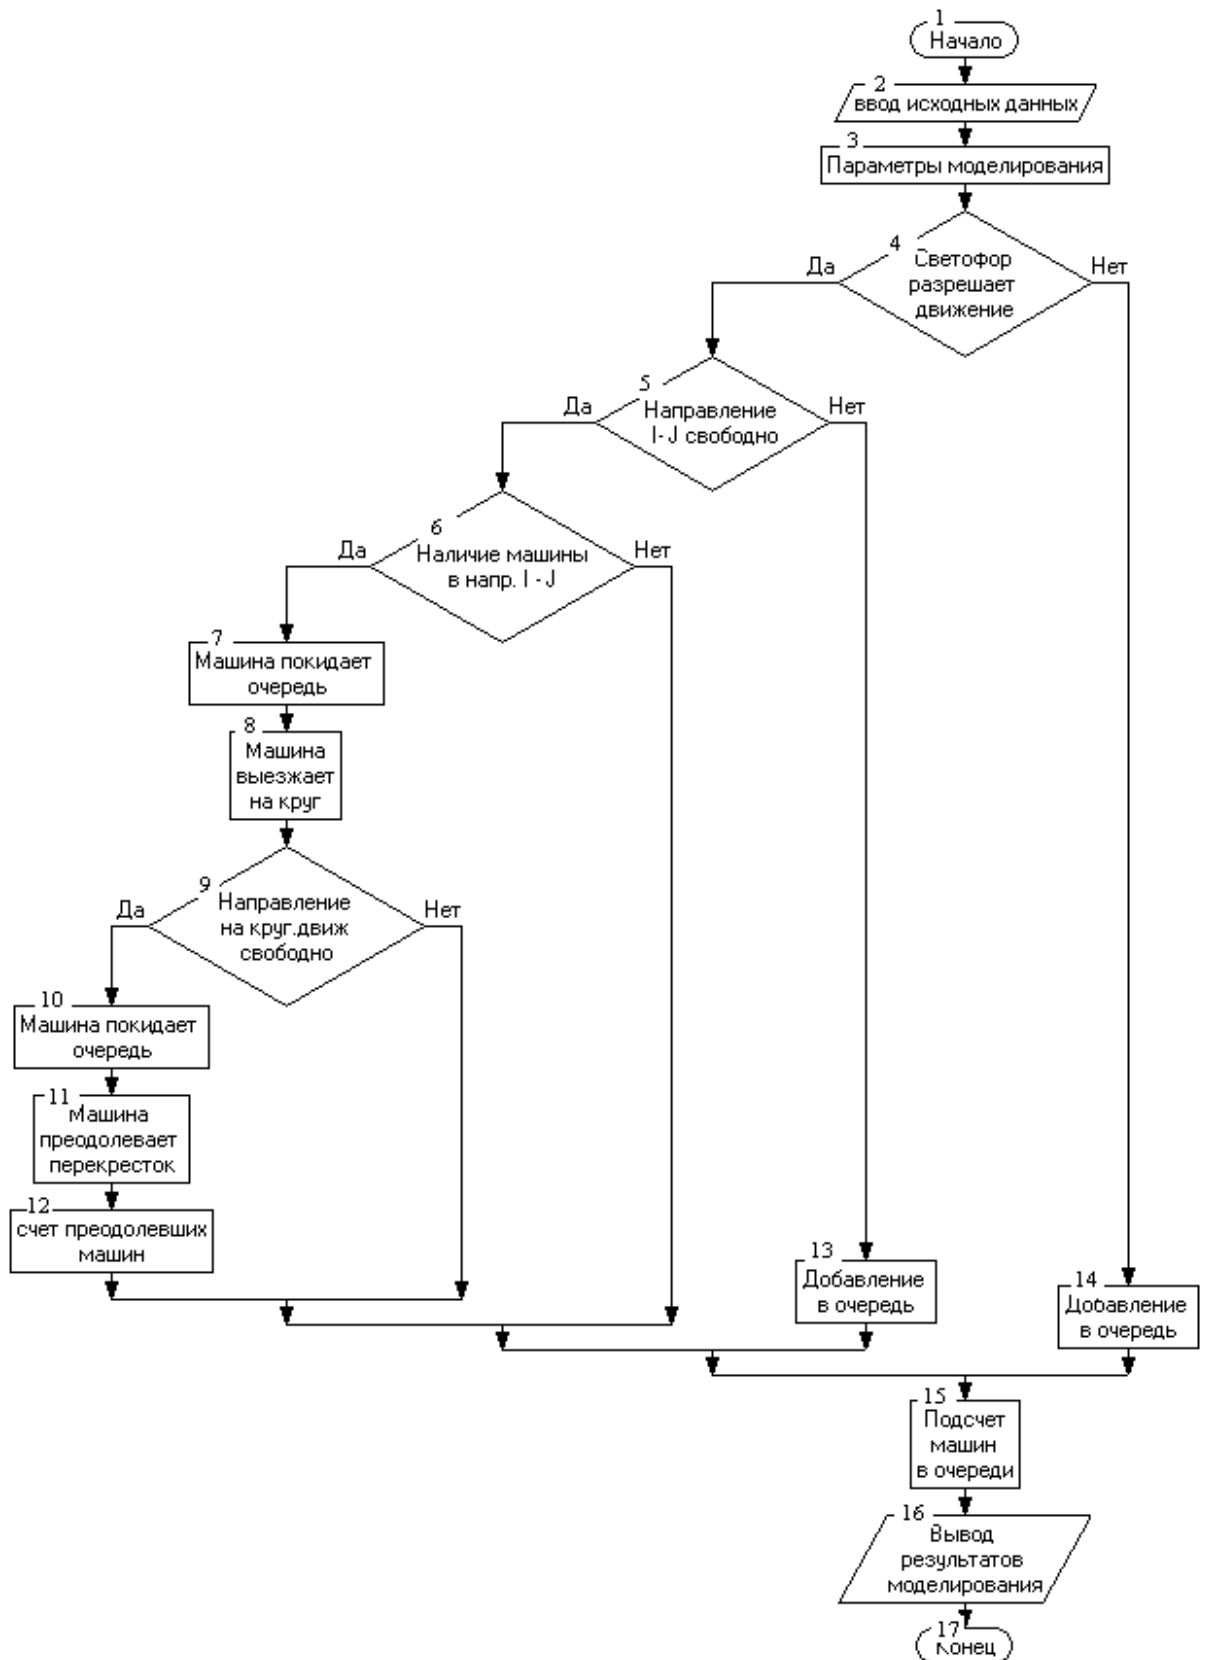 1
Начало
2
ввод исходных данных
3
Параметры моделирования
4
Светофор
разрешает
движение
Да
Нет
5
Направление
I-J свободно
Да
Нет
6
Наличие машины
в напр. I - J
Да
Нет
7
Машина покидает
очередь
8
Машина
выезжает
на круг
9
Направление
на круг.движ
свободно
Да
Нет
10
Машина покидает
очередь
11
Машина
преодолевает
перекресток
12
счет преодолевших
машин
13
Добавление
в очередь
14
Добавление
в очередь
15
Подсчет
машин
в очереди
16
Вывод
результатов
моделирования
17
Конец